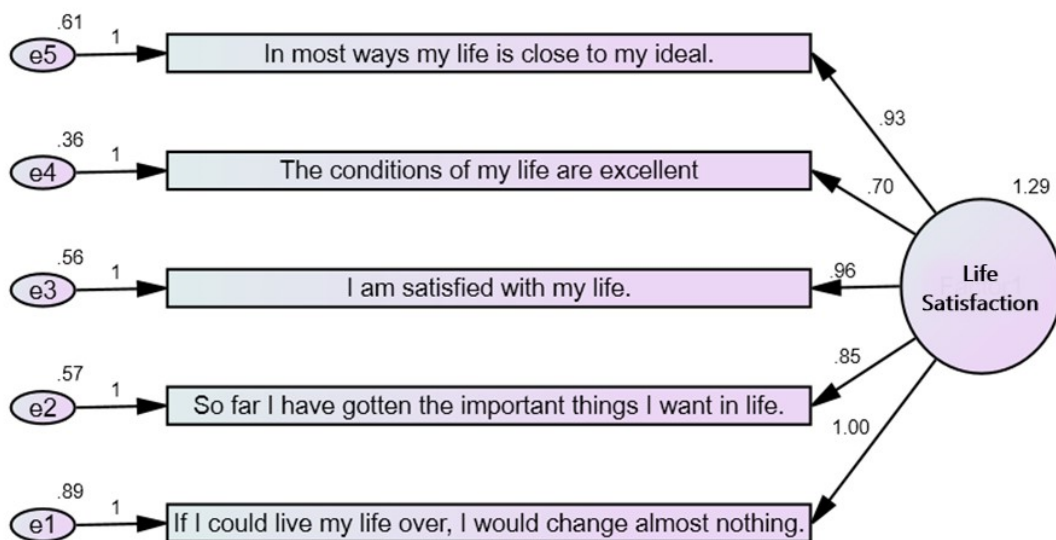 .61
e5
1
In most ways my life is close to my ideal.
.93
.36
e4
1
The conditions of my life are excellent
.70
1.29
.56
e3
1
I am satisfied with my life.
.96
Life
Satisfaction
.57
e2
1
So far I have gotten the important things I want in life.
.85
1.00
.89
e1
1
If I could live my life over, I would change almost nothing.